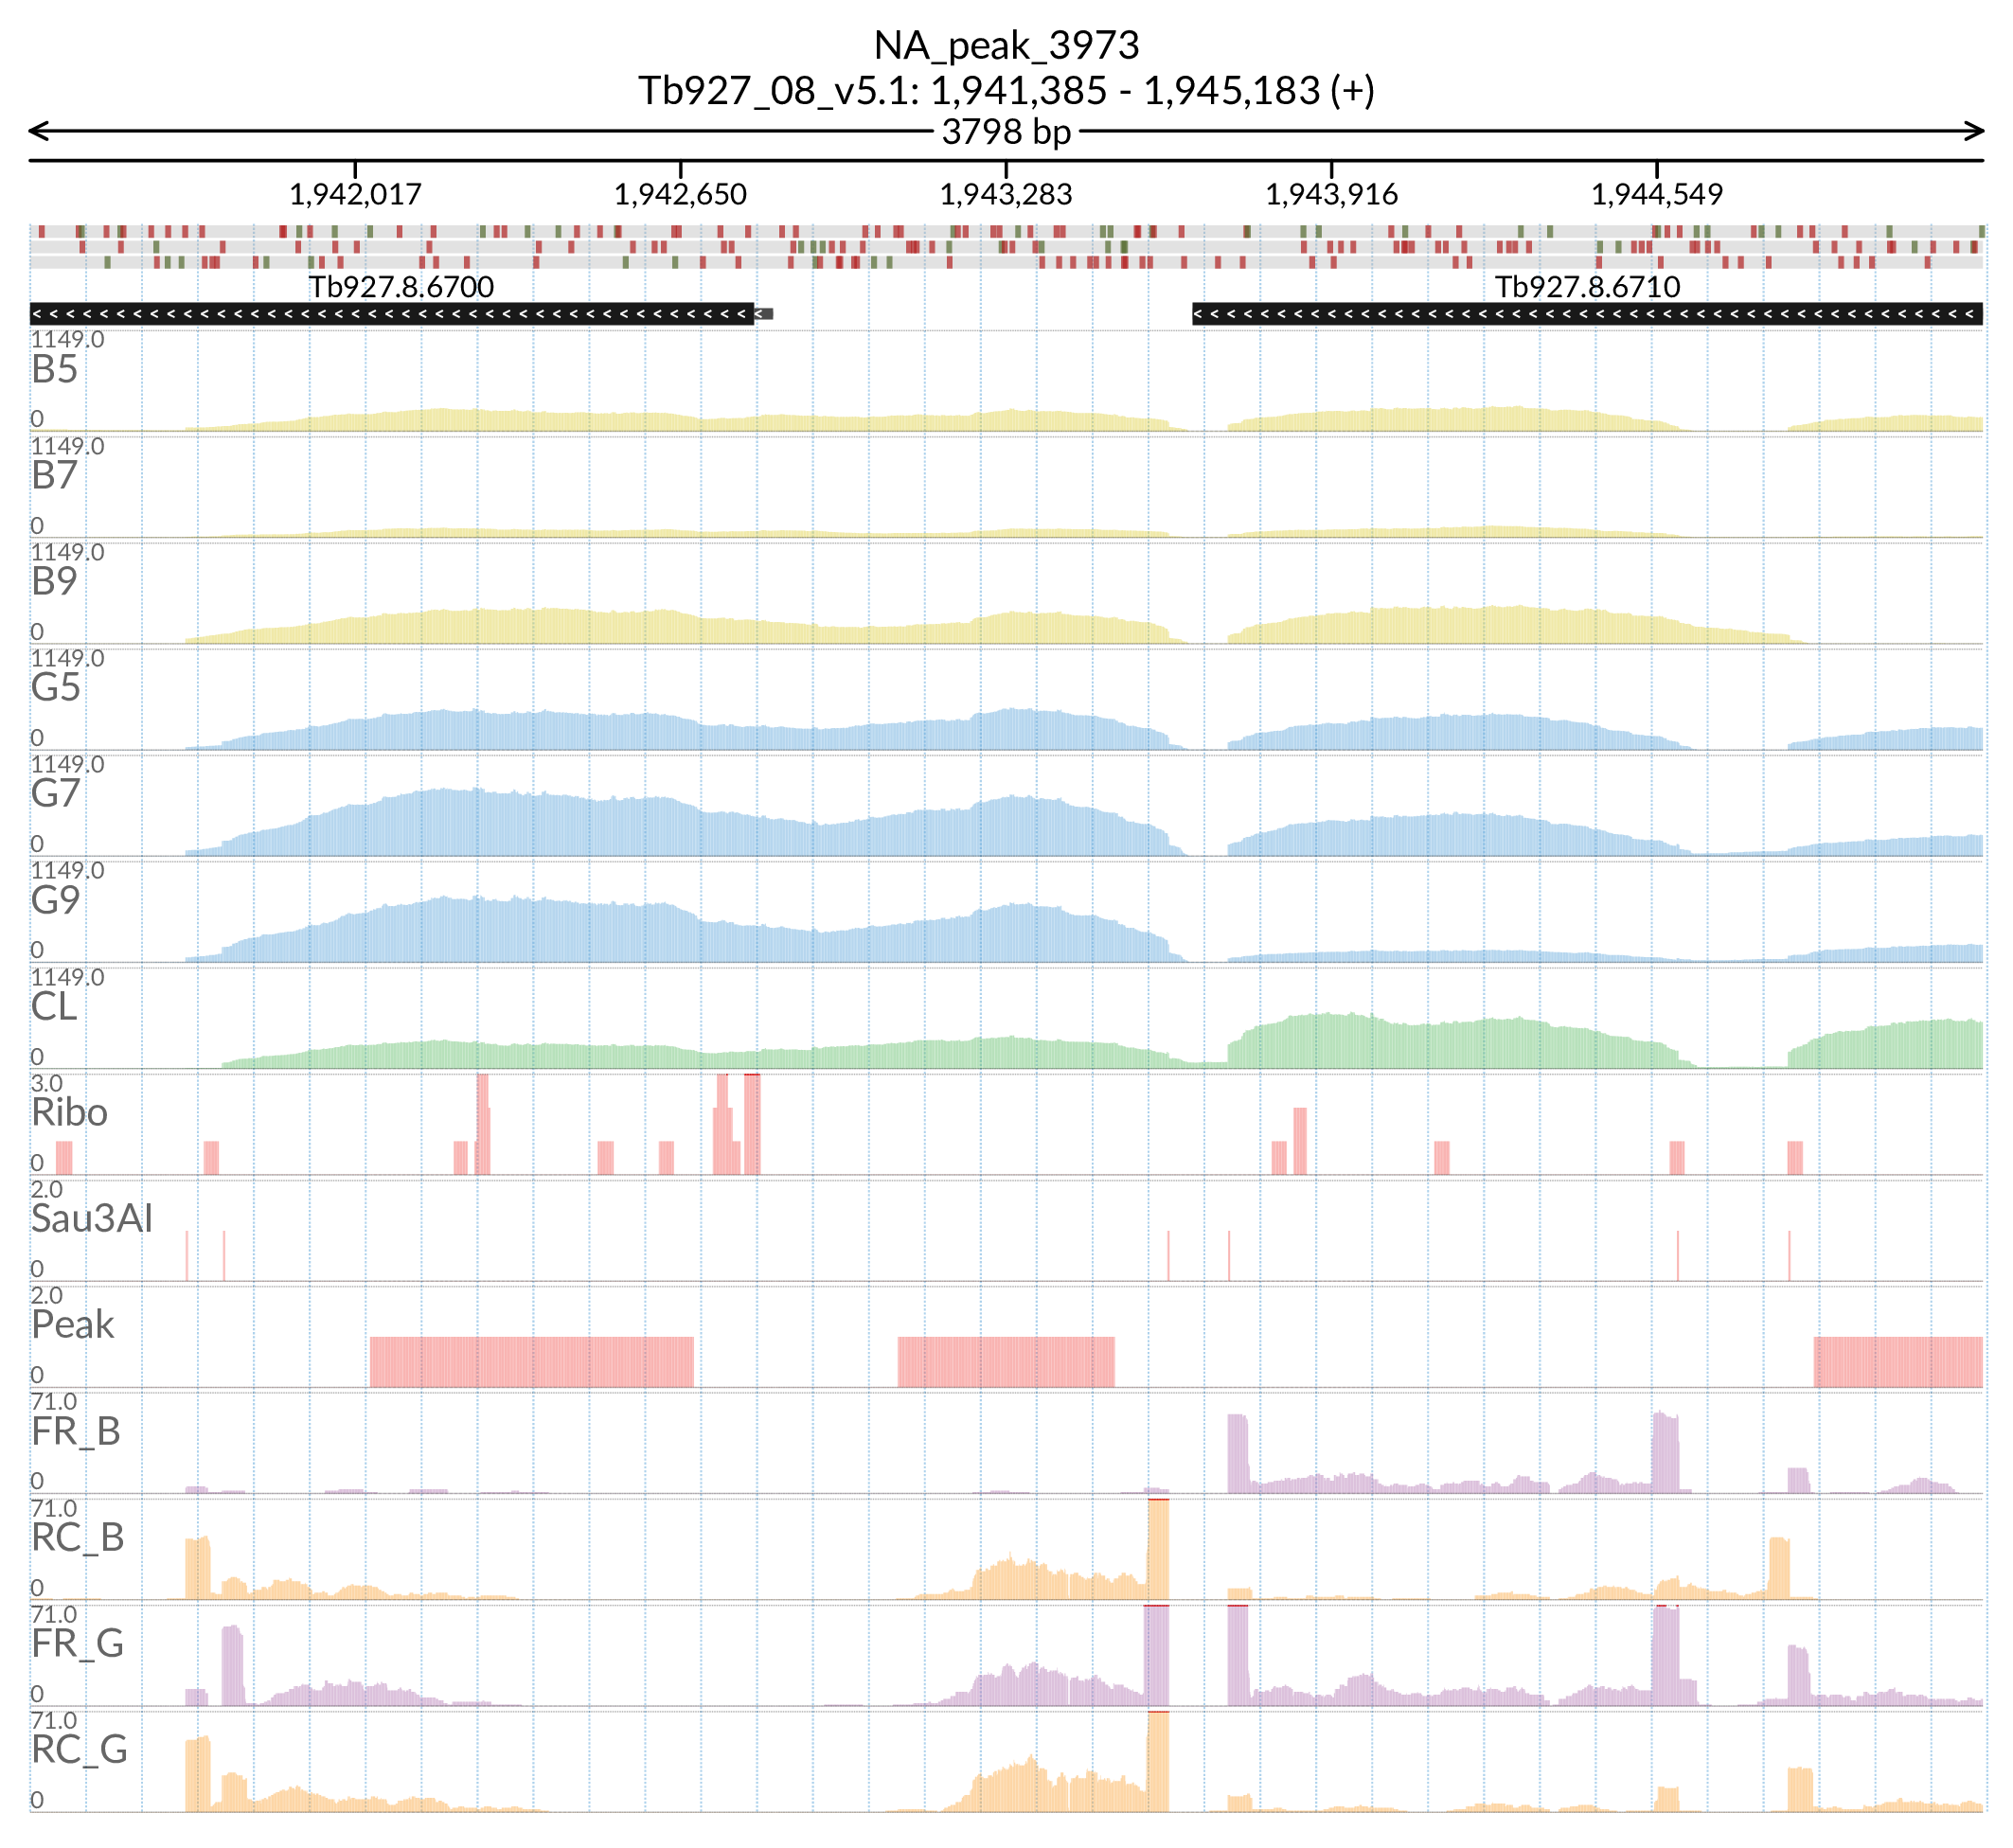 NA_peak_3973
Tb927_08_v5.1: 1,941,385 - 1,945,183 (+)
3798 bp
1,942,017 1,942,650 1,943,283 1,943,916 1,944,549
Tb927.8.6700 Tb927.8.6710
1149.0
B5
0
1149.0
B7
0
1149.0
B9
0
1149.0
G5
0
1149.0
G7
0
1149.0
G9
0
1149.0
CL
0
3.0
Ribo
0
2.0
Sau3AI
0
2.0
Peak
0
71.0
FR_B
0
71.0
RC_B
0
71.0
FR_G
0
71.0
RC_G
0